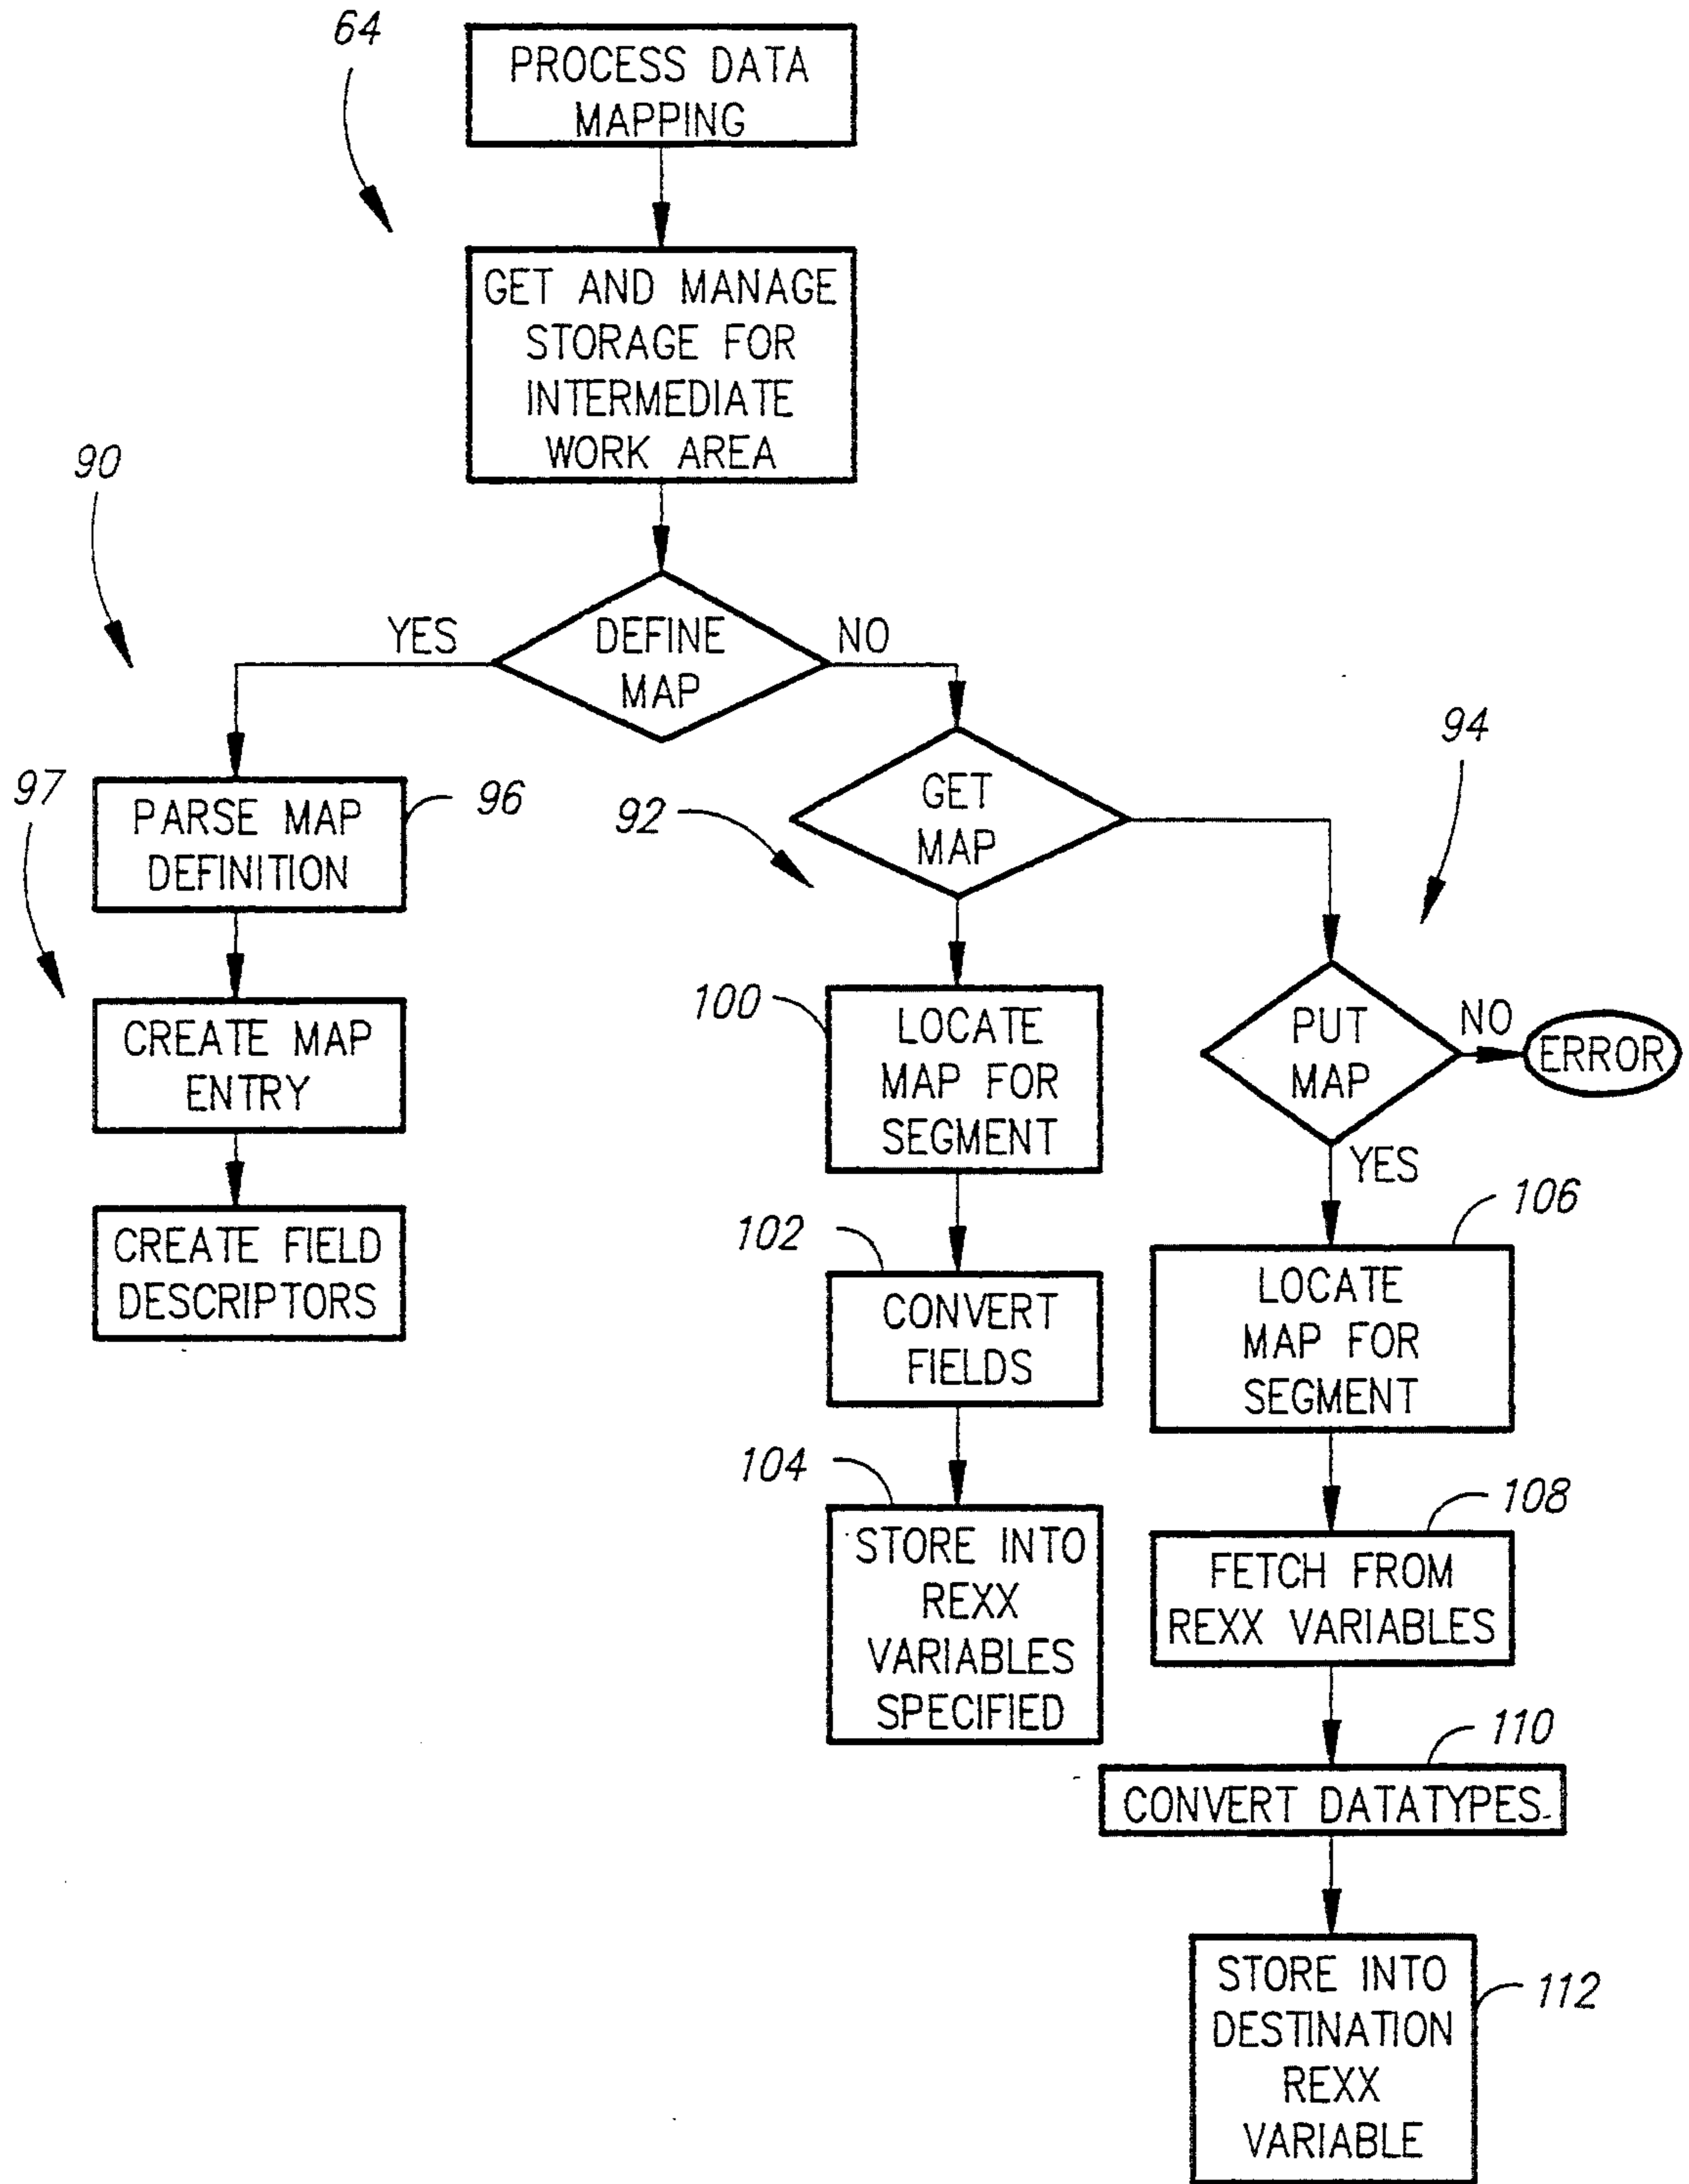 64
PROCESS DATA
MAPPING
GET AND MANAGE
STORAGE FOR
INTERMEDIATE
WORK AREA
90
YES
DEFINE
MAP
NO
97
PARSE MAP
DEFINITION
96
CREATE MAP
ENTRY
CREATE FIELD
DESCRIPTORS
92
GET
MAP
94
100
LOCATE
MAP FOR
SEGMENT
102
CONVERT
FIELDS
104
STORE INTO
REXX
VARIABLES
SPECIFIED
PUT
MAP
NO
ERROR
YES
106
LOCATE
MAP FOR
SEGMENT
108
FETCH FROM
REXX VARIABLES
110
CONVERT DATATYPES
STORE INTO
DESTINATION
REXX
VARIABLE
112